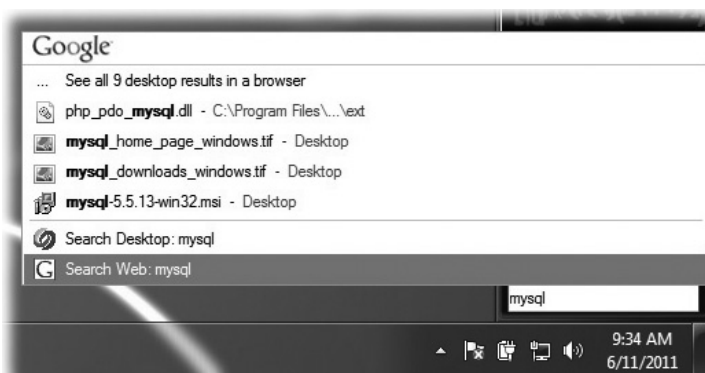 Google
... See all 9 desktop results in a browser
php_pdo_mysql.dll - C:\Program Files\...\ext
mysql_home_page_windows.tif - Desktop
mysql_downloads_windows.tif - Desktop
mysql-5.5.13-win32.msi - Desktop
Search Desktop: mysql
G Search Web: mysql
mysql
9:34 AM
6/11/2011